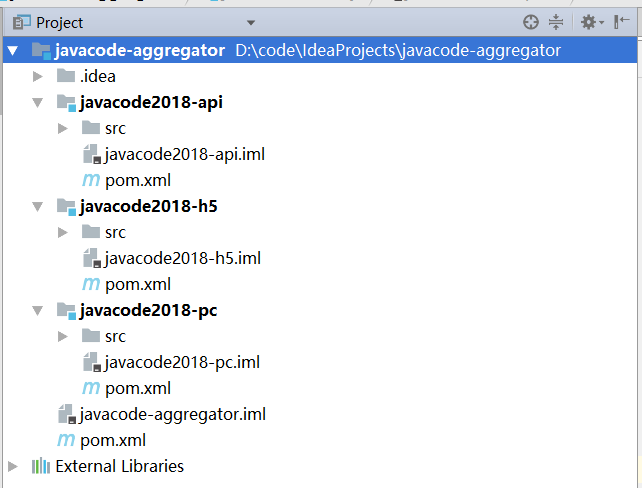 Project
javacode-aggregator D:\code\IdeaProjects\javacode-aggregator
.idea
javacode2018-api
src
javacode2018-api.iml
pom.xml
javacode2018-h5
src
javacode2018-h5.iml
pom.xml
javacode2018-pc
src
javacode2018-pc.iml
pom.xml
javacode-aggregator.iml
pom.xml
External Libraries